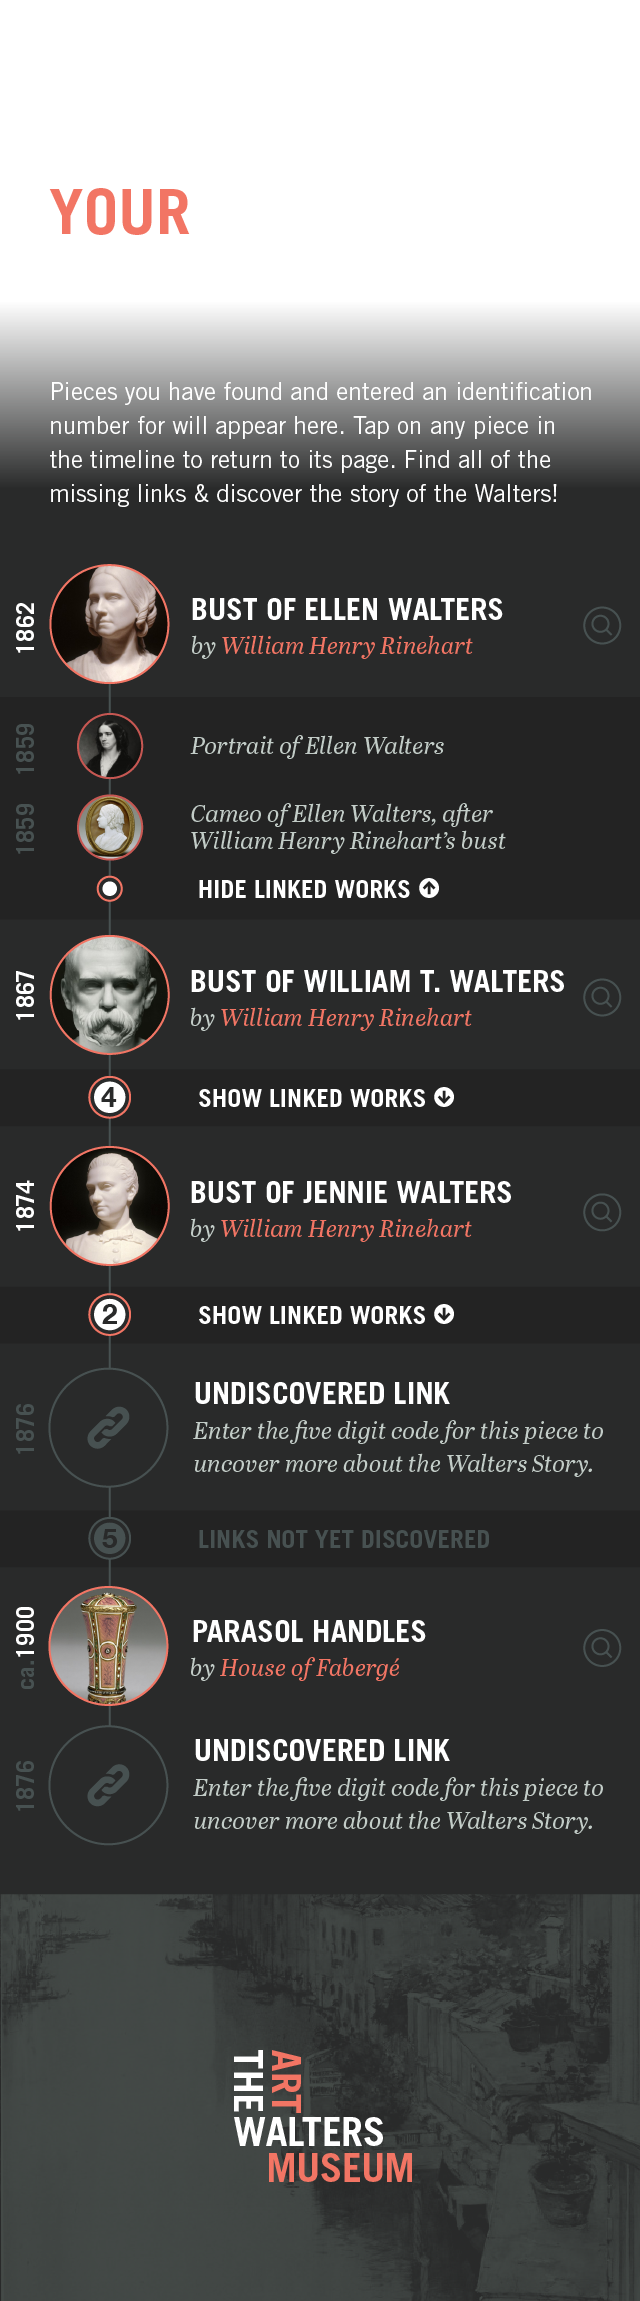 YOUR
Pieces you have found and entered an identification
number for will appear here. Tap on any piece in
the timeline to return to its page. Find all of the
missing links & discover the story of the Walters!
1862
BUST OF ELLEN WALTERS
by William Henry Rinehart
1859
Portrait of Ellen Walters
1859
Cameo of Ellen Walters, after
William Henry Rinehart’s bust
HIDE LINKED WORKS
1867
BUST OF WILLIAM T. WALTERS
by William Henry Rinehart
4
SHOW LINKED WORKS
1874
BUST OF JENNIE WALTERS
by William Henry Rinehart
2
SHOW LINKED WORKS
1876
UNDISCOVERED LINK
Enter the five digit code for this piece to
uncover more about the Walters Story.
5
LINKS NOT YET DISCOVERED
ca.1900
PARASOL HANDLES
by House of Fabergé
1876
UNDISCOVERED LINK
Enter the five digit code for this piece to
uncover more about the Walters Story.
THE
ART
WALTERS
MUSEUM